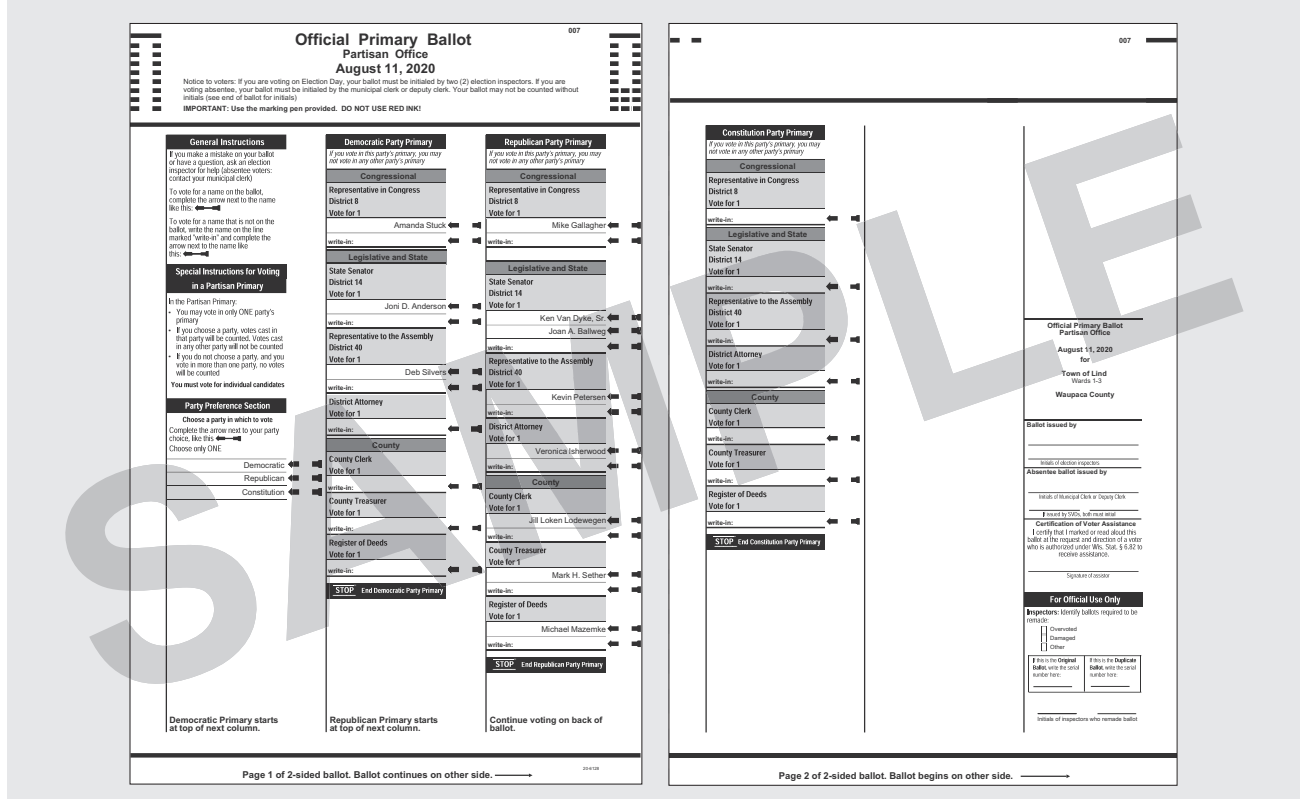 007
Official Primary Ballot
Partisan Office
August 11, 2020
Notice to voters: If you are voting on Election Day, your ballot must be initialed by two (2) election inspectors. If you are
voting absentee, your ballot must be initialed by the municipal clerk or deputy clerk. Your ballot may not be counted without
initials (see end of ballot for initials)
IMPORTANT: Use the marking pen provided. DO NOT USE RED INK!
General Instructions
If you make a mistake on your ballot
or have a question, ask an election
inspector for help (absentee voters:
contact your municipal clerk)
To vote for a name on the ballot,
complete the arrow next to the name
like this:
To vote for a name that is not on the
ballot, write the name on the line
marked "write-in" and complete the
arrow next to the name like
this:
Special Instructions for Voting
in a Partisan Primary
In the Partisan Primary:
• You may vote in only ONE party's
primary
• If you choose a party, votes cast in
that party will be counted. Votes cast
in any other party will not be counted
• If you do not choose a party, and you
vote in more than one party, no votes
will be counted
You must vote for individual candidates
Party Preference Section
Choose a party in which to vote
Complete the arrow next to your party
choice, like this
Choose only ONE
Democratic
Republican
Constitution
Democratic Primary starts
at top of next column.
Democratic Party Primary
If you vote in this party's primary, you may
not vote in any other party's primary
Congressional
Representative in Congress
District 8
Vote for 1
Amanda Stuck
write-in:
Legislative and State
State Senator
District 14
Vote for 1
Joni D. Anderson
write-in:
Representative to the Assembly
District 40
Vote for 1
Deb Silvers
write-in:
District Attorney
Vote for 1
write-in:
County
County Clerk
Vote for 1
write-in:
County Treasurer
Vote for 1
write-in:
Register of Deeds
Vote for 1
write-in:
STOP End Democratic Party Primary
Republican Primary starts
at top of next column.
Republican Party Primary
If you vote in this party's primary, you may
not vote in any other party's primary
Congressional
Representative in Congress
District 8
Vote for 1
Mike Gallagher
write-in:
Legislative and State
State Senator
District 14
Vote for 1
Ken Van Dyke, Sr.
Joan A. Ballweg
write-in:
Representative to the Assembly
District 40
Vote for 1
Kevin Petersen
write-in:
District Attorney
Vote for 1
Veronica Isherwood
write-in:
County
County Clerk
Vote for 1
Jill Loken Lodewegen
write-in:
County Treasurer
Vote for 1
Mark H. Sether
write-in:
Register of Deeds
Vote for 1
Michael Mazemke
write-in:
STOP End Republican Party Primary
Continue voting on back of
ballot.
Page 1 of 2-sided ballot. Ballot continues on other side.
007
Constitution Party Primary
If you vote in this party's primary, you may
not vote in any other party's primary
Congressional
Representative in Congress
District 8
Vote for 1
write-in:
Legislative and State
State Senator
District 14
Vote for 1
write-in:
Representative to the Assembly
District 40
Vote for 1
write-in:
District Attorney
Vote for 1
write-in:
County
County Clerk
Vote for 1
write-in:
County Treasurer
Vote for 1
write-in:
Register of Deeds
Vote for 1
write-in:
STOP End Constitution Party Primary
Official Primary Ballot
Partisan Office
August 11, 2020
for
Town of Lind
Wards 1-3
Waupaca County
Ballot issued by
Initials of election inspectors
Absentee ballot issued by
Initials of Municipal Clerk or Deputy Clerk
If issued by SVDs, both must initial
Certification of Voter Assistance
I certify that I marked or read aloud this
ballot at the request and direction of a voter
who is authorized under Wis. Stat. § 6.82 to
receive assistance.
Signature of assistor
For Official Use Only
Inspectors: Identify ballots required to be
remade:
Overvoted
Damaged
Other
If this is the Original
Ballot, write the serial
number here:
If this is the Duplicate
Ballot, write the serial
number here:
Initials of inspectors who remade ballot
Page 2 of 2-sided ballot. Ballot begins on other side.
SAMPLE